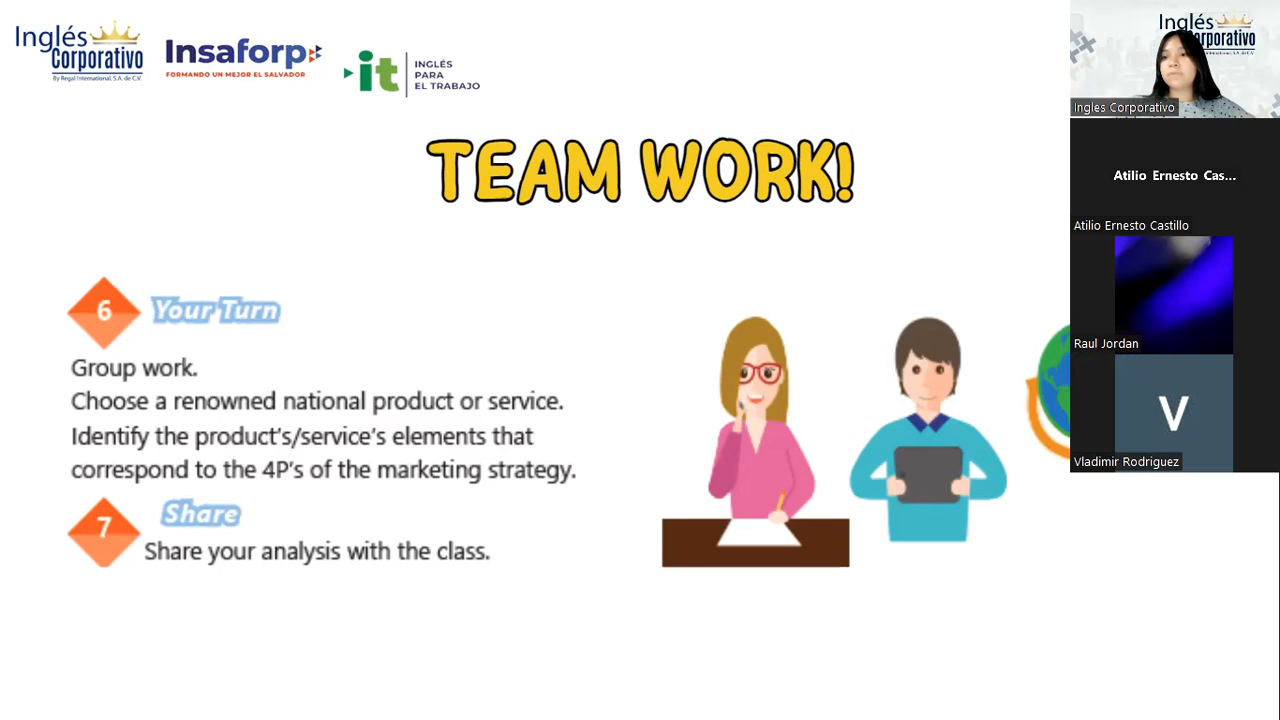 Inglés
Corporativo
By Regal International, S.A. de C.V.
Insaforp
FORMANDO UN MEJOR EL SALVADOR
it
INGLÉS
PARA
EL TRABAJO
TEAM WORK!
6 Your Turn
Group work.
Choose a renowned national product or service.
Identify the product's/service's elements that
correspond to the 4P's of the marketing strategy.
7 Share
Share your analysis with the class.
Inglés
Corporativo
Ingles Corporativo
Atilio Ernesto Cas...
Atilio Ernesto Castillo
Raul Jordan
V
Vladimir Rodriguez